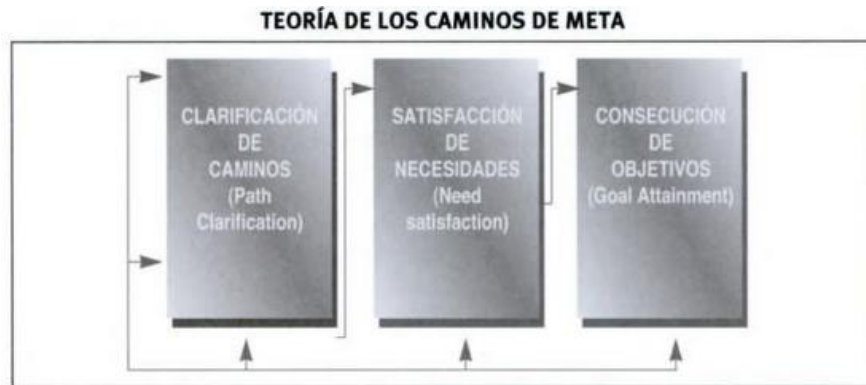 TEORÍA DE LOS CAMINOS DE META
CLARIFICACIÓN
DE
CAMINOS
(Path
Clarification)
SATISFACCIÓN
DE
NECESIDADES
(Need
satisfaction)
CONSECUCIÓN
DE
OBJETIVOS
(Goal Attainment)